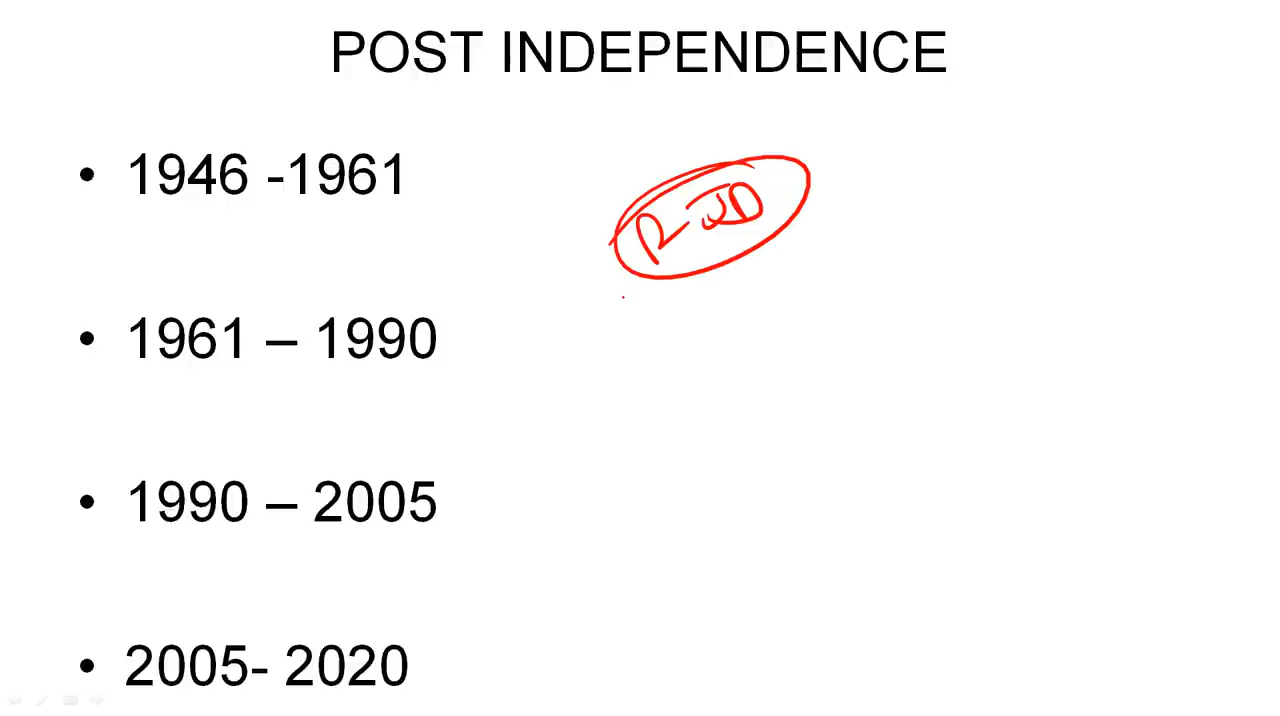 POST INDEPENDENCE
• 1946 -1961
• 1961 – 1990
• 1990 – 2005
• 2005- 2020